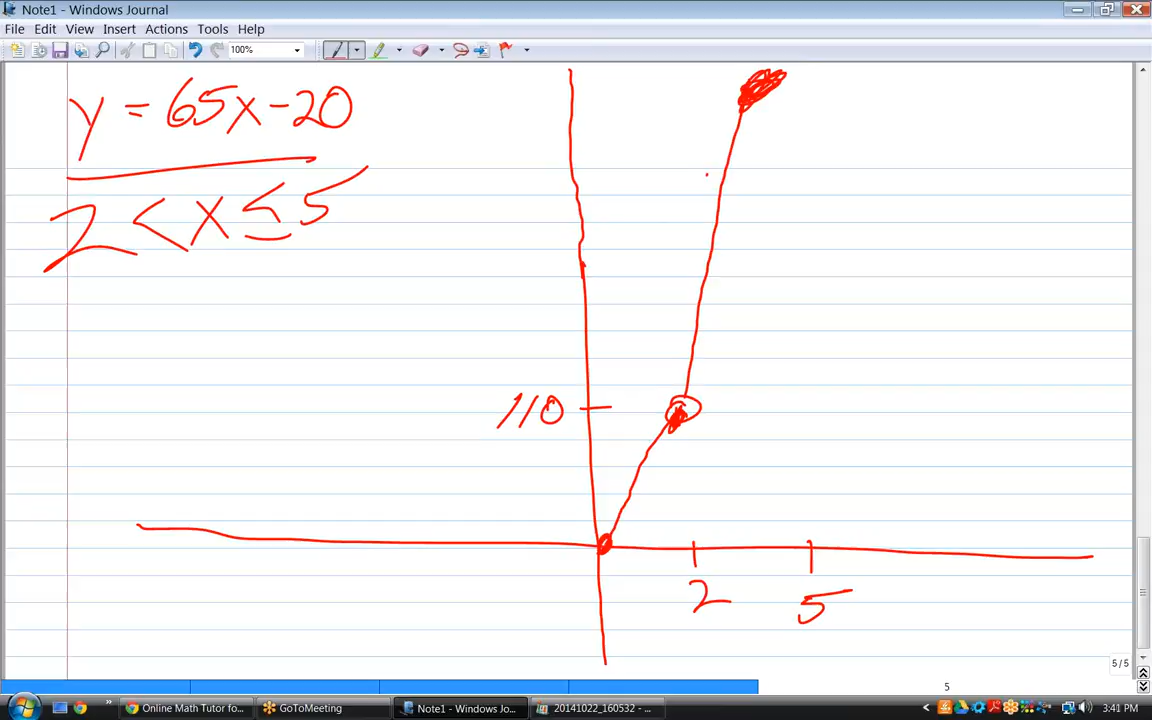 Note1 - Windows Journal
File Edit View Insert Actions Tools Help
100%
y = 65x-20
2 < x ≤ 5
110
2 5
5/5
5
Online Math Tutor fo... GoToMeeting Note1 - Windows Jo... 20141022_160532 - ... 3:41 PM